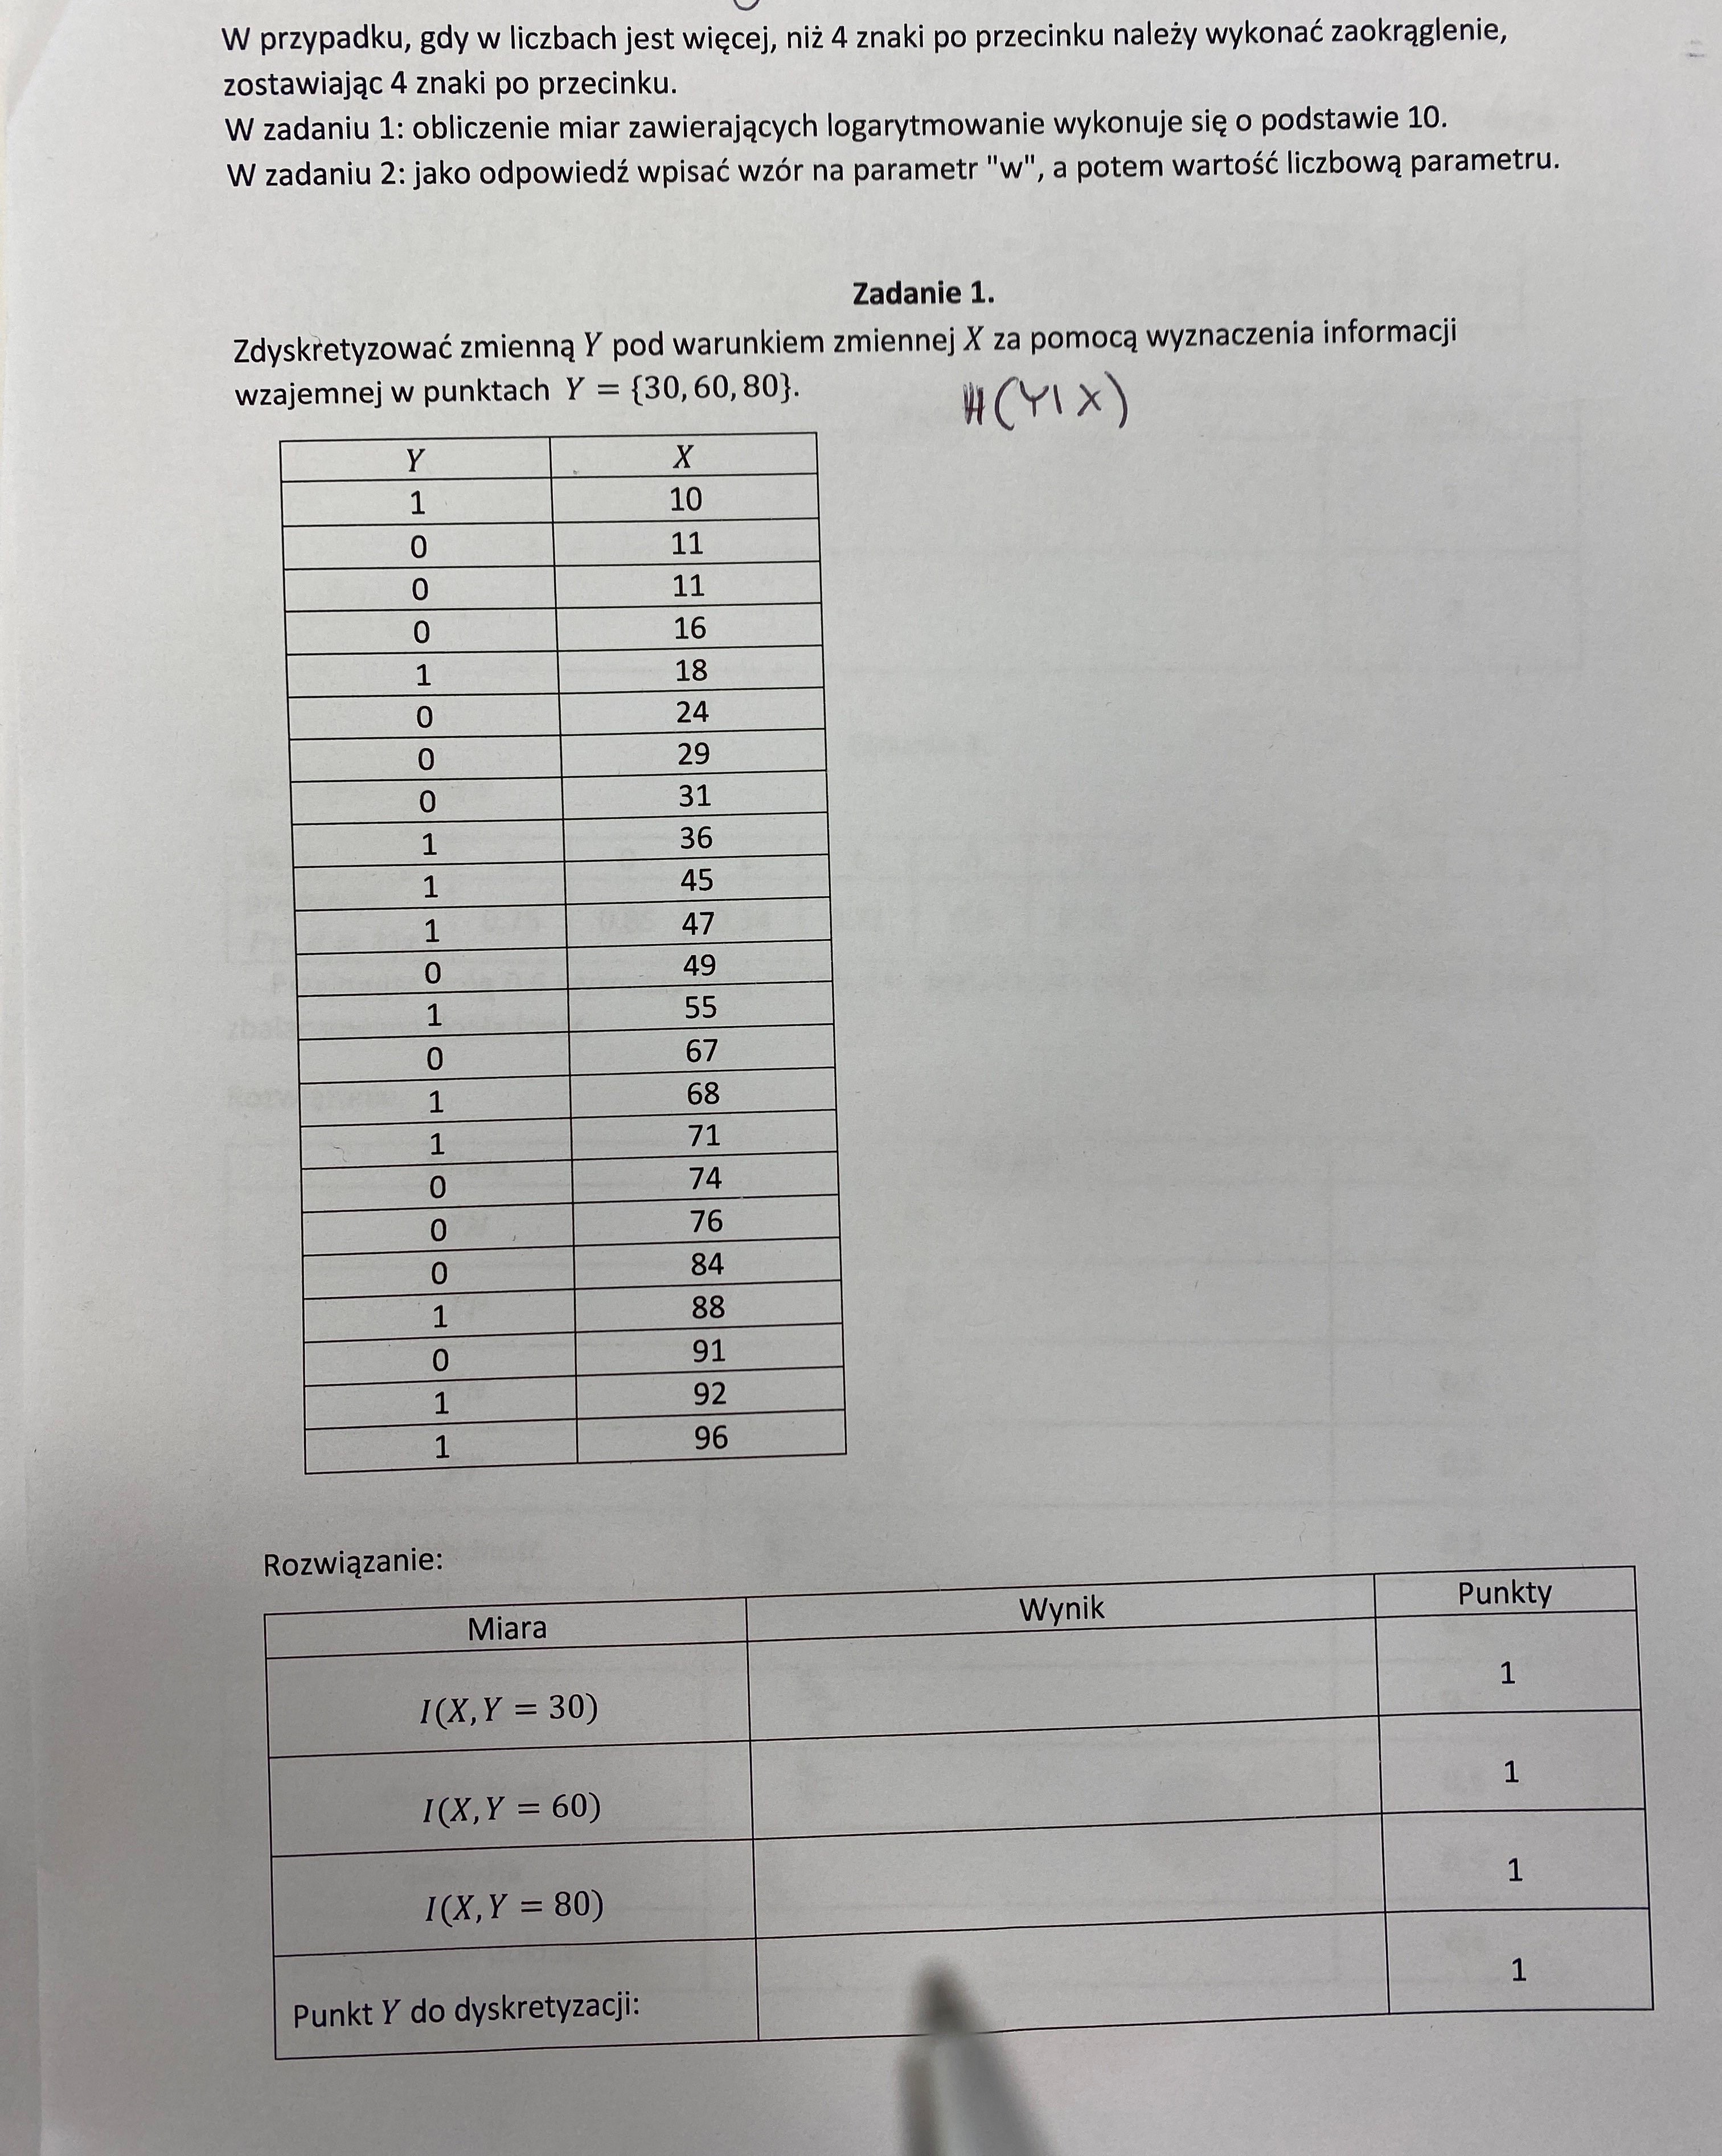 W przypadku, gdy w liczbach jest więcej, niż 4 znaki po przecinku należy wykonać zaokrąglenie,
zostawiając 4 znaki po przecinku.
W zadaniu 1: obliczenie miar zawierających logarytmowanie wykonuje się o podstawie 10.
W zadaniu 2: jako odpowiedź wpisać wzór na parametr "w", a potem wartość liczbową parametru.
Zadanie 1.
Zdyskretyzować zmienną Y pod warunkiem zmiennej X za pomocą wyznaczenia informacji
wzajemnej w punktach Y = {30, 60, 80}.
H(Y|X)
Y X
1 10
0 11
0 11
0 16
1 18
0 24
0 29
0 31
1 36
1 45
1 47
0 49
1 55
0 67
1 68
1 71
0 74
0 76
0 84
1 88
0 91
1 92
1 96
Rozwiązanie:
Miara Wynik Punkty
I(X, Y = 30) 1
I(X, Y = 60) 1
I(X, Y = 80) 1
Punkt Y do dyskretyzacji: 1